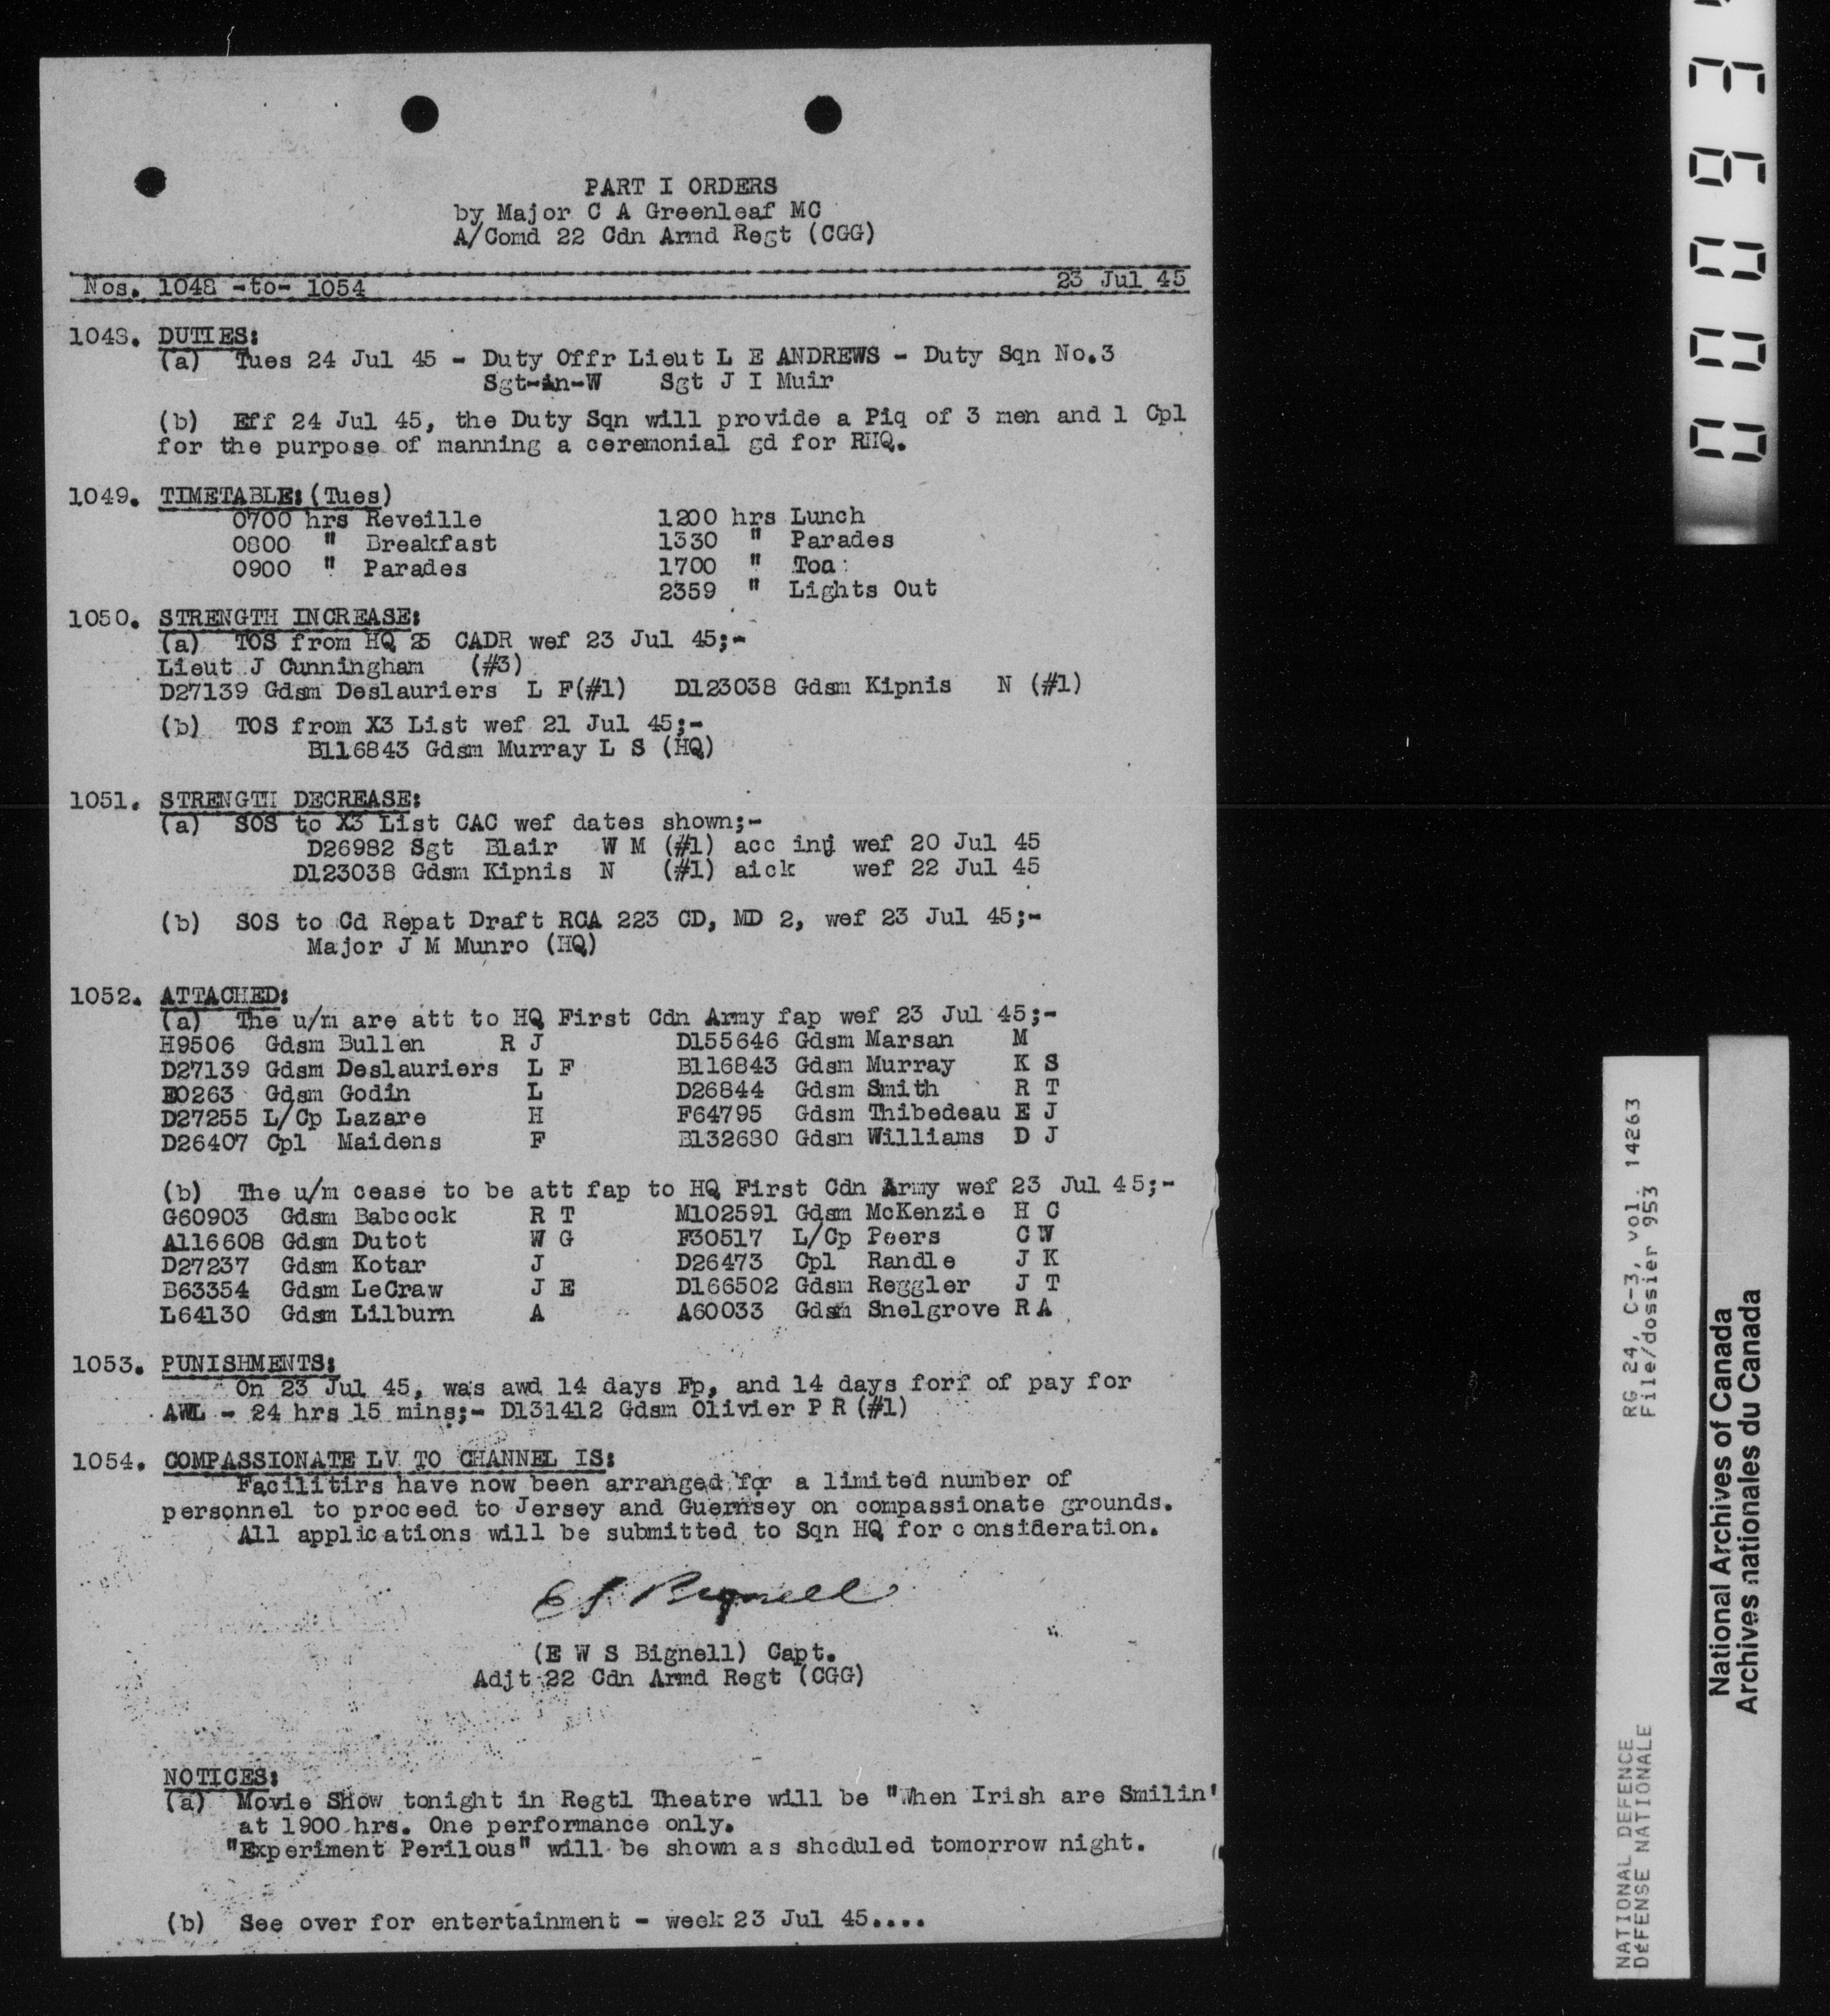 PART I ORDERS
by Major C A Greenleaf MC
A/Comd 22 Cdn Armd Regt (CGG)
Nos. 1048 -to- 1054 23 Jul 45
1048. DUTIES:
(a) Tues 24 Jul 45 - Duty Offr Lieut L E ANDREWS - Duty Sqn No.3
Sgt-in-W Sgt J I Muir
(b) Eff 24 Jul 45, the Duty Sqn will provide a Piq of 3 men and 1 Cpl
for the purpose of manning a ceremonial gd for RHQ.
1049. TIMETABLE:(Tues)
0700 hrs Reveille 1200 hrs Lunch
0800 " Breakfast 1330 " Parades
0900 " Parades 1700 " Tea
2359 " Lights Out
1050. STRENGTH INCREASE:
(a) TOS from HQ 25 CADR wef 23 Jul 45;-
Lieut J Cunningham (#3)
D27139 Gdsm Deslauriers L F(#1) D123038 Gdsm Kipnis N (#1)
(b) TOS from X3 List wef 21 Jul 45;-
B116843 Gdsm Murray L S (HQ)
1051. STRENGTH DECREASE:
(a) SOS to X3 List CAC wef dates shown;-
D26982 Sgt Blair W M (#1) acc inj wef 20 Jul 45
D123038 Gdsm Kipnis N (#1) aick wef 22 Jul 45
(b) SOS to Cd Repat Draft RCA 223 CD, MD 2, wef 23 Jul 45;-
Major J M Munro (HQ)
1052. ATTACHED:
(a) The u/m are att to HQ First Cdn Army fap wef 23 Jul 45;-
H9506 Gdsm Bullen R J D155646 Gdsm Marsan M
D27139 Gdsm Deslauriers L F B116843 Gdsm Murray K S
E0263 Gdsm Godin L D26844 Gdsm Smith R T
D27255 L/Cp Lazare H F64795 Gdsm Thibedeau E J
D26407 Cpl Maidens F B132680 Gdsm Williams D J
(b) The u/m cease to be att fap to HQ First Cdn Army wef 23 Jul 45;-
G60903 Gdsm Babcock R T M102591 Gdsm McKenzie H C
A116608 Gdsm Dutot W G F30517 L/Cp Peers C W
D27237 Gdsm Kotar J D26473 Cpl Randle J K
B63354 Gdsm LeCraw J E D166502 Gdsm Reggler J T
L64130 Gdsm Lilburn A A60033 Gdsm Snelgrove R A
1053. PUNISHMENTS:
On 23 Jul 45, was awd 14 days Fp, and 14 days forf of pay for
AWL - 24 hrs 15 mins;- D131412 Gdsm Olivier P R (#1)
1054. COMPASSIONATE LV TO CHANNEL IS:
Facilitirs have now been arranged for a limited number of
personnel to proceed to Jersey and Guernsey on compassionate grounds.
All applications will be submitted to Sqn HQ for consideration.
E S Bignell
(E W S Bignell) Capt.
Adjt 22 Cdn Armd Regt (CGG)
NOTICES:
(a) Movie Show tonight in Regtl Theatre will be "When Irish are Smilin'
at 1900 hrs. One performance only.
"Experiment Perilous" will be shown as sheduled tomorrow night.
(b) See over for entertainment - week 23 Jul 45....
NATIONAL DEFENCE RG 24, C-3, vol. 14263
DÉFENSE NATIONALE File/dossier 953
National Archives of Canada
Archives nationales du Canada